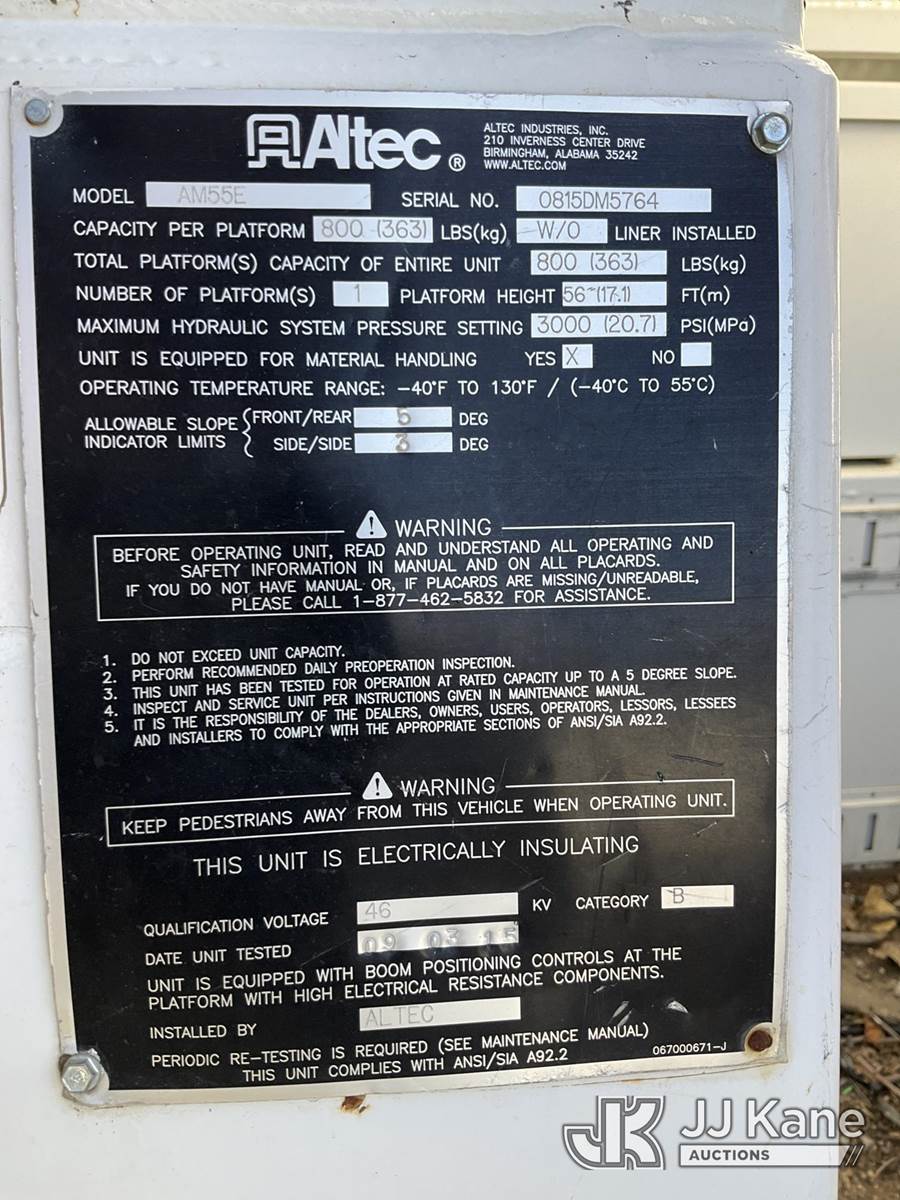 Altec ®
ALTEC INDUSTRIES, INC.
210 INVERNESS CENTER DRIVE
BIRMINGHAM, ALABAMA 35242
WWW.ALTEC.COM
MODEL AM55E SERIAL NO. 0815DM5764
CAPACITY PER PLATFORM 800 (363) LBS(kg) W/O LINER INSTALLED
TOTAL PLATFORM(S) CAPACITY OF ENTIRE UNIT 800 (363) LBS(kg)
NUMBER OF PLATFORM(S) 1 PLATFORM HEIGHT 56~(17.1) FT(m)
MAXIMUM HYDRAULIC SYSTEM PRESSURE SETTING 3000 (20.7) PSI(MPa)
UNIT IS EQUIPPED FOR MATERIAL HANDLING YES X NO
OPERATING TEMPERATURE RANGE: -40°F TO 130°F / (-40°C TO 55°C)
ALLOWABLE SLOPE INDICATOR LIMITS
FRONT/REAR 5 DEG
SIDE/SIDE 3 DEG
⚠ WARNING
BEFORE OPERATING UNIT, READ AND UNDERSTAND ALL OPERATING AND
SAFETY INFORMATION IN MANUAL AND ON ALL PLACARDS.
IF YOU DO NOT HAVE MANUAL OR, IF PLACARDS ARE MISSING/UNREADABLE,
PLEASE CALL 1-877-462-5832 FOR ASSISTANCE.
1. DO NOT EXCEED UNIT CAPACITY.
2. PERFORM RECOMMENDED DAILY PREOPERATION INSPECTION.
3. THIS UNIT HAS BEEN TESTED FOR OPERATION AT RATED CAPACITY UP TO A 5 DEGREE SLOPE.
4. INSPECT AND SERVICE UNIT PER INSTRUCTIONS GIVEN IN MAINTENANCE MANUAL.
5. IT IS THE RESPONSIBILITY OF THE DEALERS, OWNERS, USERS, OPERATORS, LESSORS, LESSEES
AND INSTALLERS TO COMPLY WITH THE APPROPRIATE SECTIONS OF ANSI/SIA A92.2.
⚠ WARNING
KEEP PEDESTRIANS AWAY FROM THIS VEHICLE WHEN OPERATING UNIT.
THIS UNIT IS ELECTRICALLY INSULATING
QUALIFICATION VOLTAGE 46 KV CATEGORY B
DATE UNIT TESTED 09 03 15
UNIT IS EQUIPPED WITH BOOM POSITIONING CONTROLS AT THE
PLATFORM WITH HIGH ELECTRICAL RESISTANCE COMPONENTS.
INSTALLED BY ALTEC
PERIODIC RE-TESTING IS REQUIRED (SEE MAINTENANCE MANUAL)
THIS UNIT COMPLIES WITH ANSI/SIA A92.2
067000671-J
JK JJ Kane
AUCTIONS